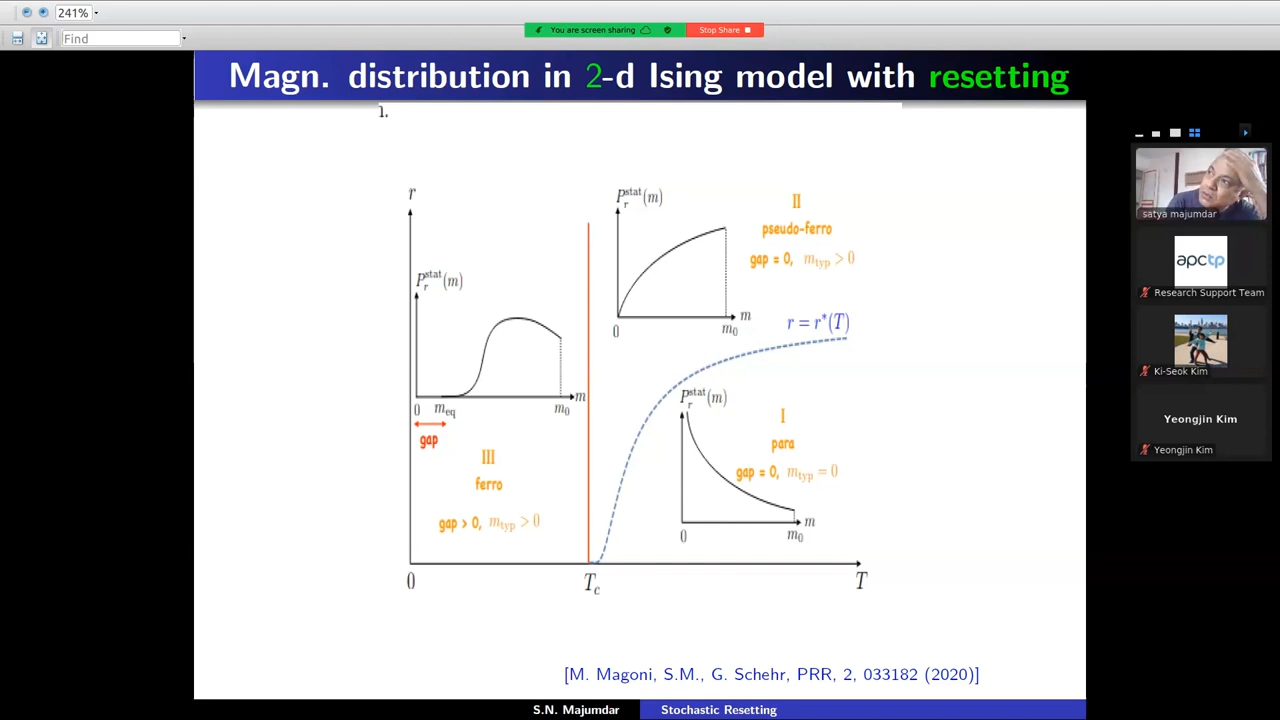 241%
Find
You are screen sharing
Stop Share
Magn. distribution in 2-d Ising model with resetting
r
P_r^stat(m)
II
pseudo-ferro
gap = 0, m_typ > 0
P_r^stat(m)
0
m_0
m
r = r*(T)
0
m_eq
m_0
m
gap
P_r^stat(m)
I
para
gap = 0, m_typ = 0
III
ferro
gap > 0, m_typ > 0
0
m_0
m
0
T_c
T
[M. Magoni, S.M., G. Schehr, PRR, 2, 033182 (2020)]
S.N. Majumdar
Stochastic Resetting
satya majumdar
apctp
Research Support Team
Ki-Seok Kim
Yeongjin Kim
Yeongjin Kim